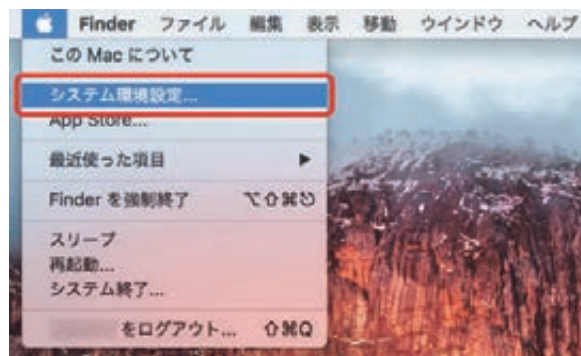 Finder ファイル 編集 表示 移動 ウインドウ ヘルプ
この Mac について
システム環境設定...
App Store...
最近使った項目 ▶
Finder を強制終了 ⌥⇧⌘⎋
スリープ
再起動...
システム終了...
をログアウト... ⇧⌘Q